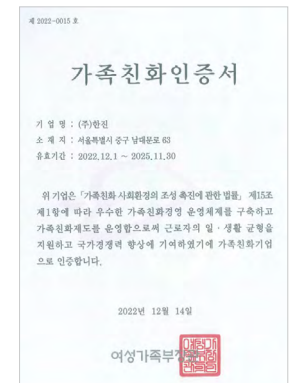 제 2022-0015 호
가족친화인증서
기 업 명 : (주)한진
소 재 지 : 서울특별시 중구 남대문로 63
유효기간 : 2022.12.1 ~ 2025.11.30
위 기업은「가족친화 사회환경의 조성 촉진에 관한 법률」 제15조
제1항에 따라 우수한 가족친화경영 운영체제를 구축하고
가족친화제도를 운영함으로써 근로자의 일·생활 균형을
지원하고 국가경쟁력 향상에 기여하였기에 가족친화기업
으로 인증합니다.
2022년 12월 14일
여성가족부장관